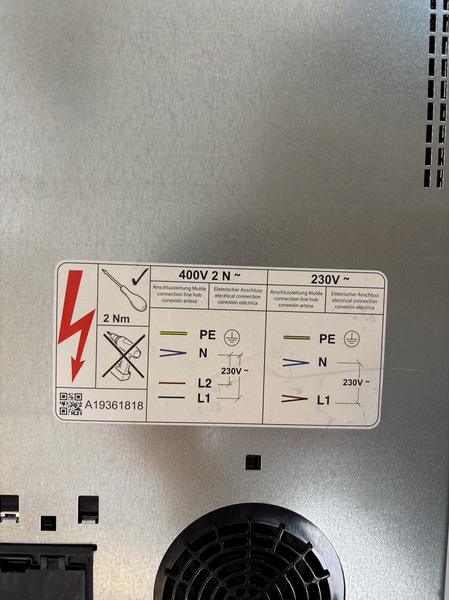 400V 2 N ~
230V ~
Anschlussleitung Mulde
connection line hob
conexión artesa
Elektrischer Anschluss
electrical connection
conexión eléctrica
Anschlussleitung Mulde
connection line hob
conexión artesa
Elektrischer Anschluss
electrical connection
conexión eléctrica
2 Nm
PE
N
230V ~
L2
L1
PE
N
230V ~
L1
A19361818